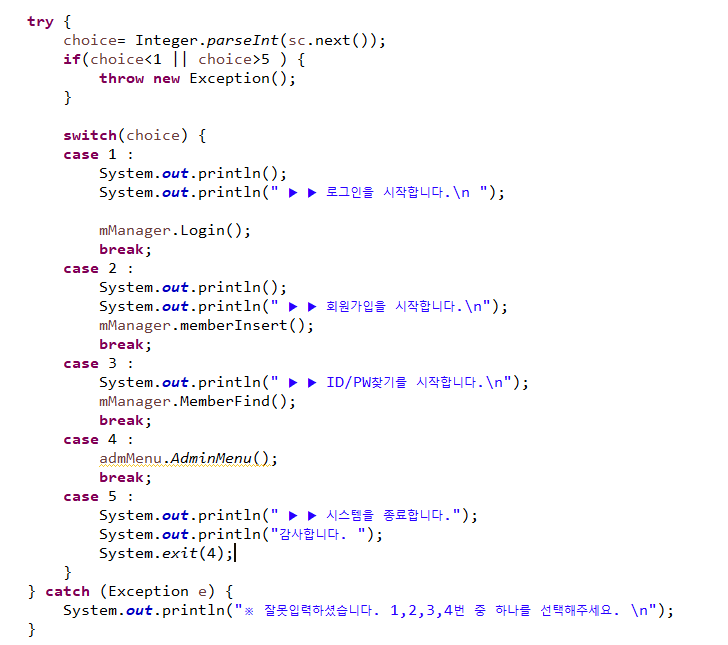 try {
choice= Integer.parseInt(sc.next());
if(choice<1 || choice>5 ) {
throw new Exception();
}
switch(choice) {
case 1 :
System.out.println();
System.out.println(" ▶ ▶ 로그인을 시작합니다.\n ");
mManager.Login();
break;
case 2 :
System.out.println();
System.out.println(" ▶ ▶ 회원가입을 시작합니다.\n");
mManager.memberInsert();
break;
case 3 :
System.out.println(" ▶ ▶ ID/PW찾기를 시작합니다.\n");
mManager.MemberFind();
break;
case 4 :
admMenu.AdminMenu();
break;
case 5 :
System.out.println(" ▶ ▶ 시스템을 종료합니다.");
System.out.println("감사합니다. ");
System.exit(4);
}
} catch (Exception e) {
System.out.println("※ 잘못입력하셨습니다. 1,2,3,4번 중 하나를 선택해주세요. \n");
}